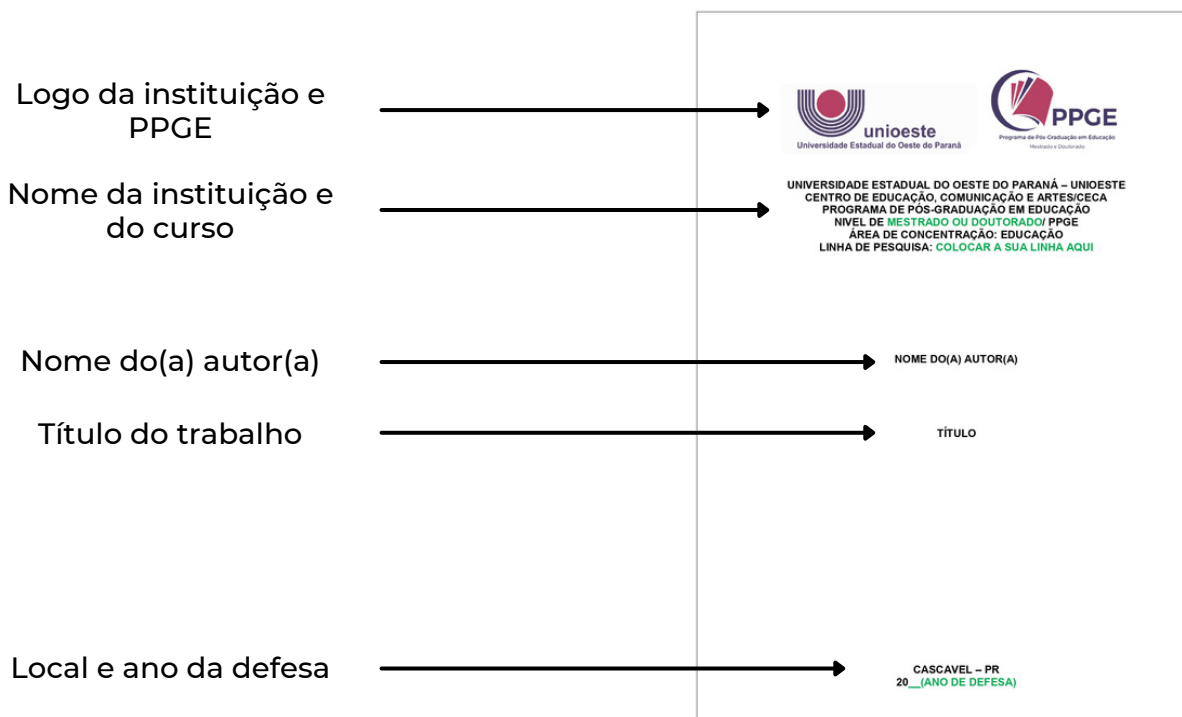 Logo da instituição e
PPGE
unioeste
Universidade Estadual do Oeste do Paraná
PPGE
Programa de Pós-Graduação em Educação
Mestrado e Doutorado
Nome da instituição e
do curso
UNIVERSIDADE ESTADUAL DO OESTE DO PARANÁ – UNIOESTE
CENTRO DE EDUCAÇÃO, COMUNICAÇÃO E ARTES/CECA
PROGRAMA DE PÓS-GRADUAÇÃO EM EDUCAÇÃO
NIVEL DE MESTRADO OU DOUTORADO/ PPGE
ÁREA DE CONCENTRAÇÃO: EDUCAÇÃO
LINHA DE PESQUISA: COLOCAR A SUA LINHA AQUI
Nome do(a) autor(a)
NOME DO(A) AUTOR(A)
Título do trabalho
TÍTULO
Local e ano da defesa
CASCAVEL – PR
20__(ANO DE DEFESA)